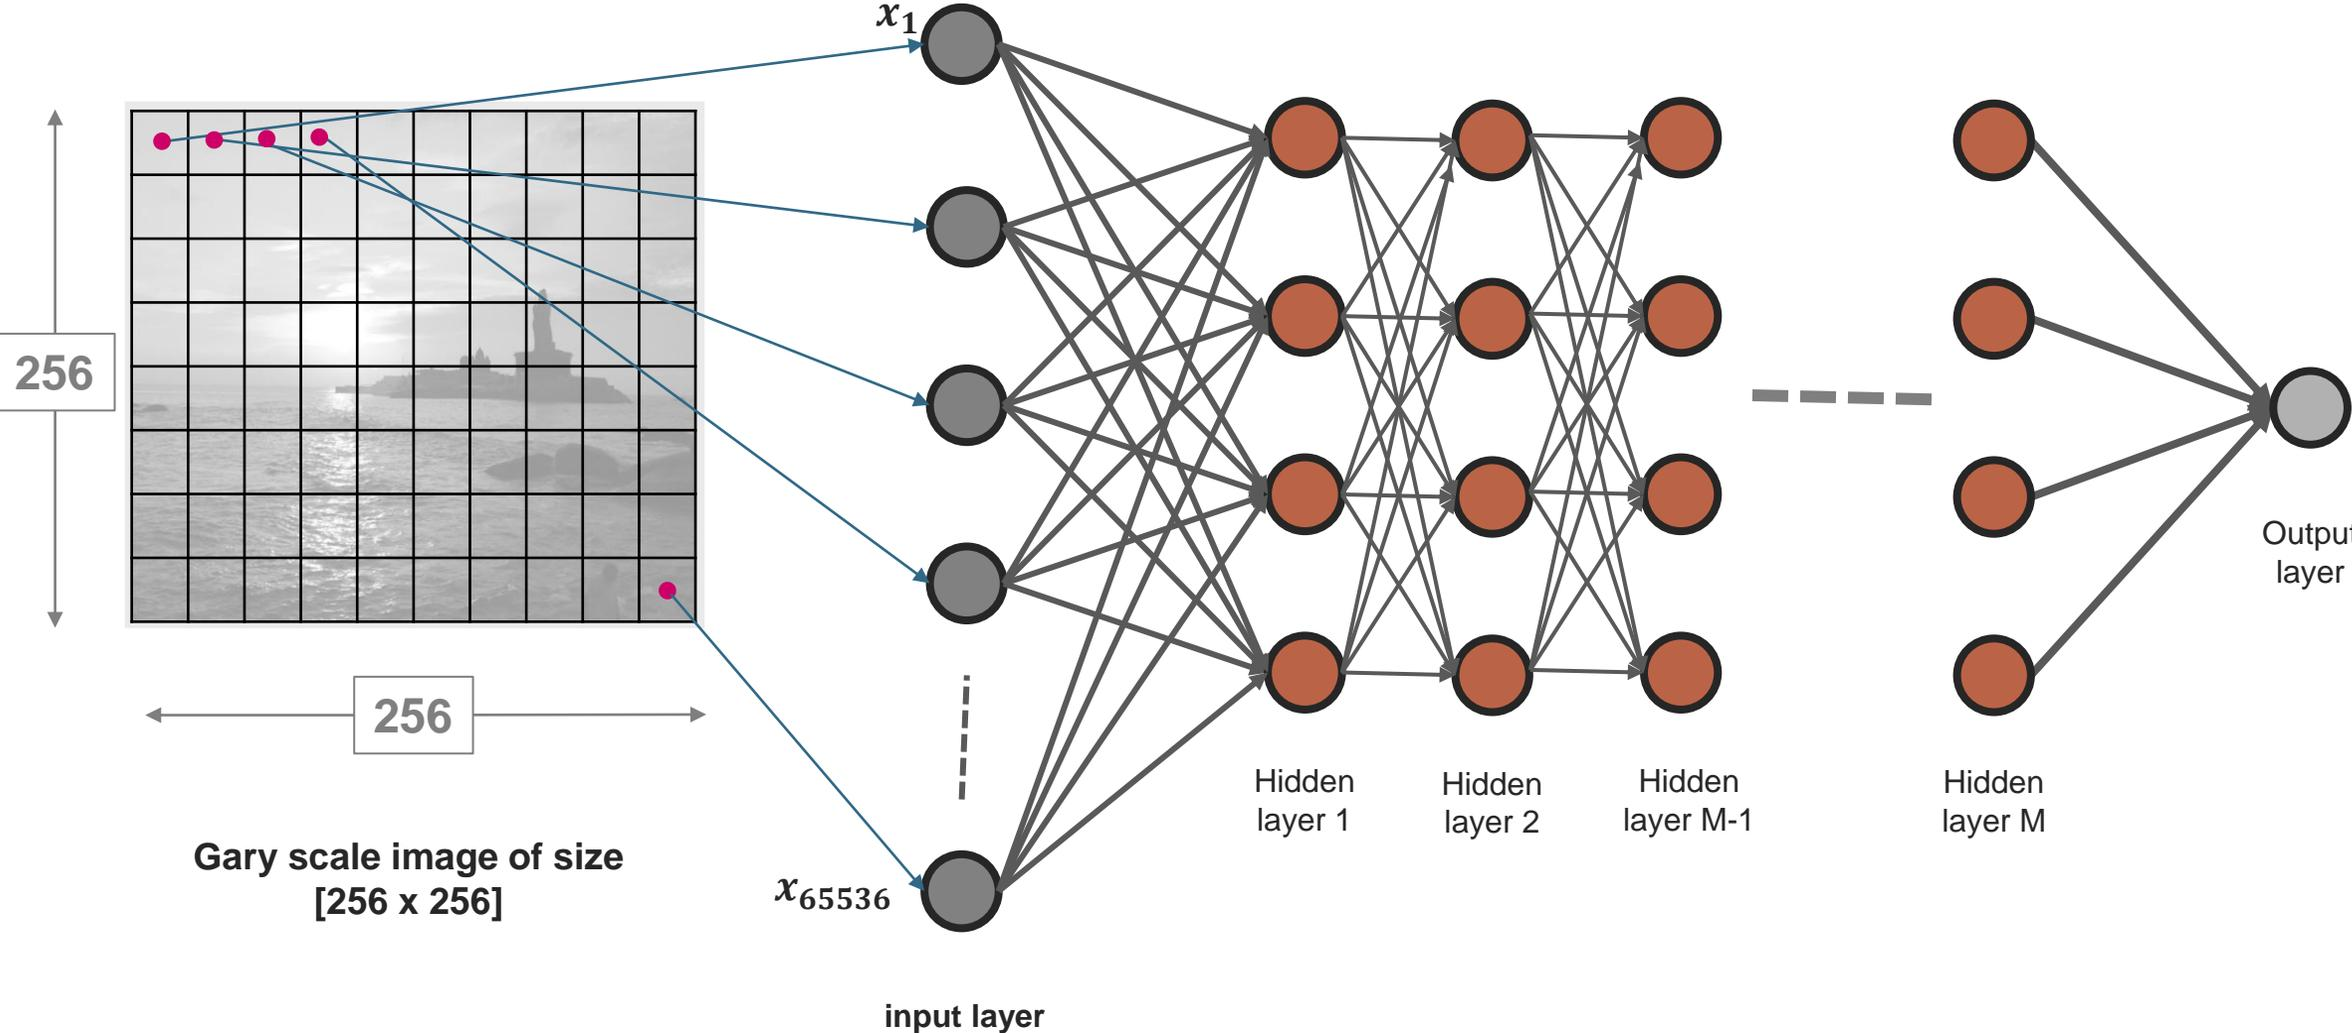 x1
256
256
Gary scale image of size
[256 x 256]
x65536
input layer
Hidden
layer 1
Hidden
layer 2
Hidden
layer M-1
Hidden
layer M
Output
layer